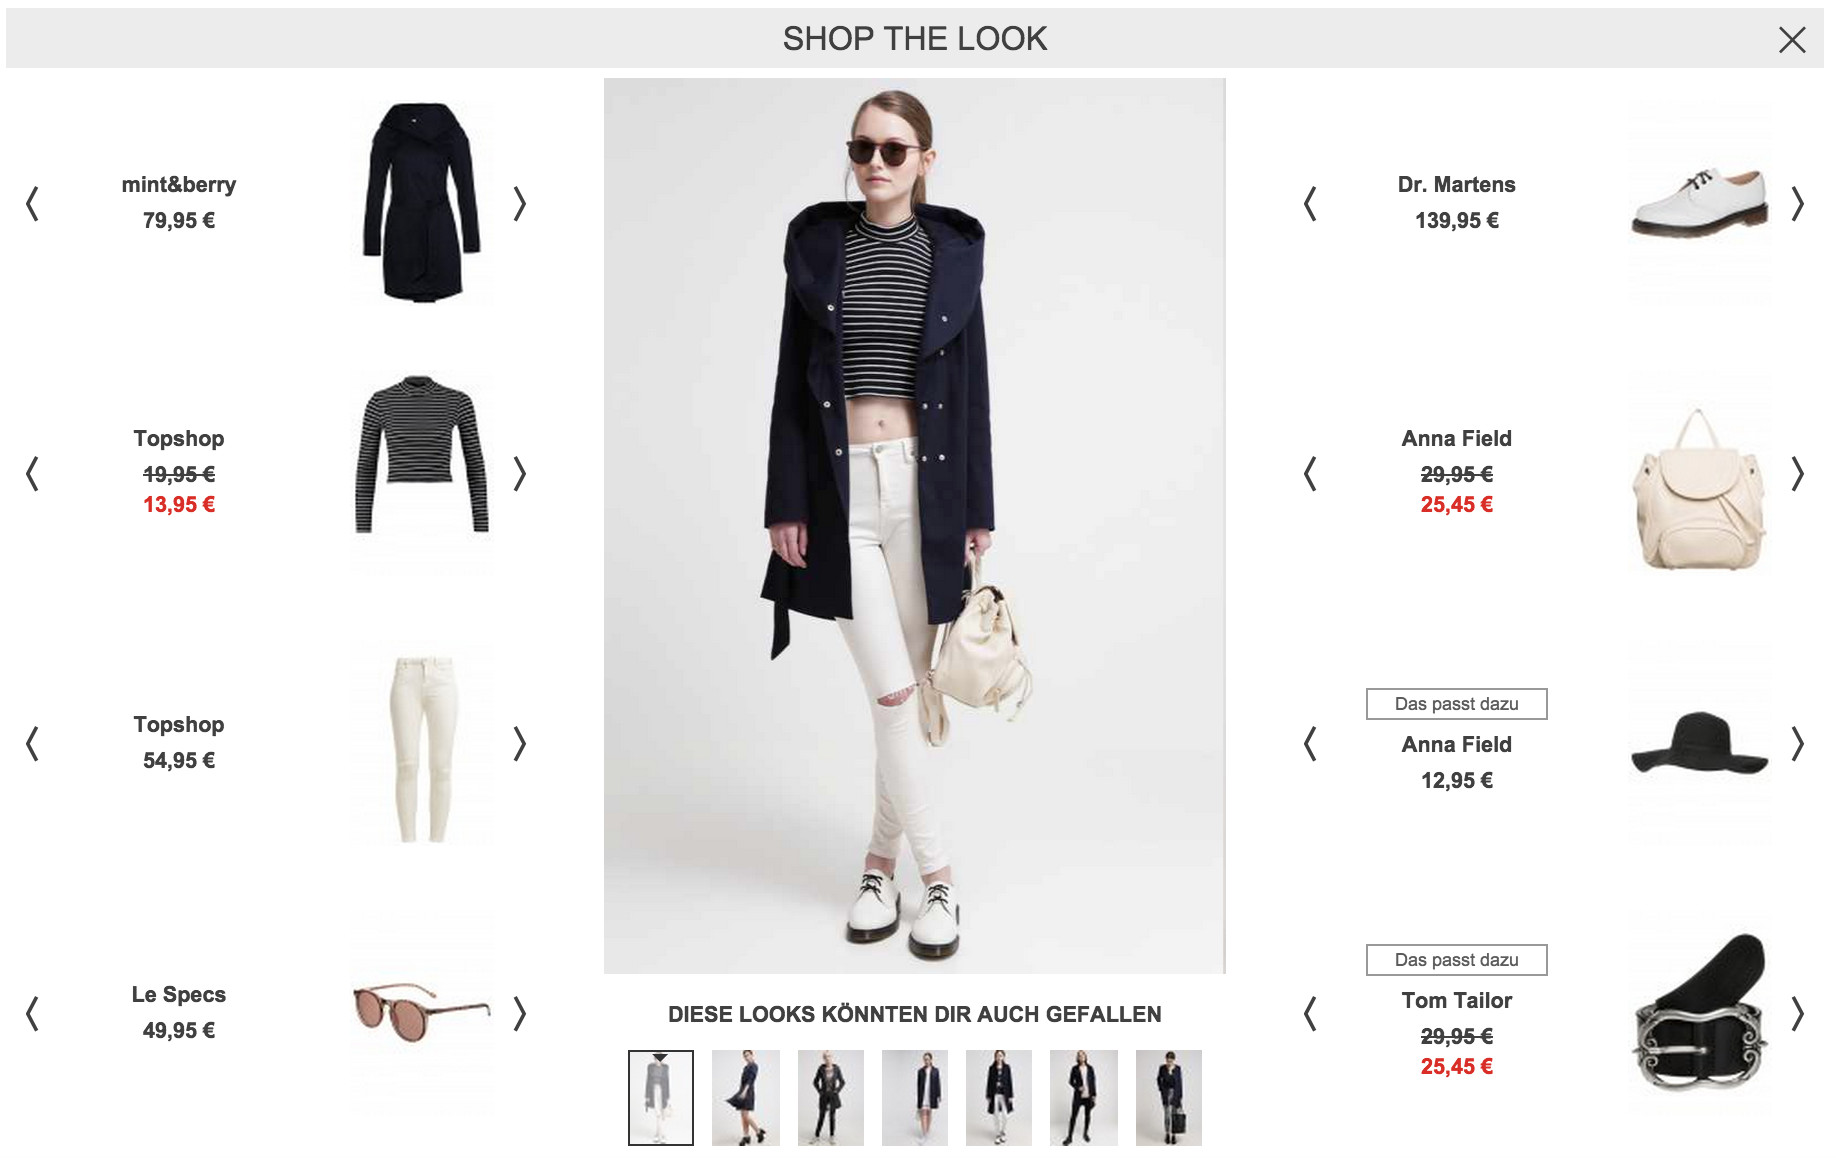 SHOP THE LOOK
mint&berry
79,95 €
Topshop
19,95 €
13,95 €
Topshop
54,95 €
Le Specs
49,95 €
DIESE LOOKS KÖNNTEN DIR AUCH GEFALLEN
Dr. Martens
139,95 €
Anna Field
29,95 €
25,45 €
Das passt dazu
Anna Field
12,95 €
Das passt dazu
Tom Tailor
29,95 €
25,45 €